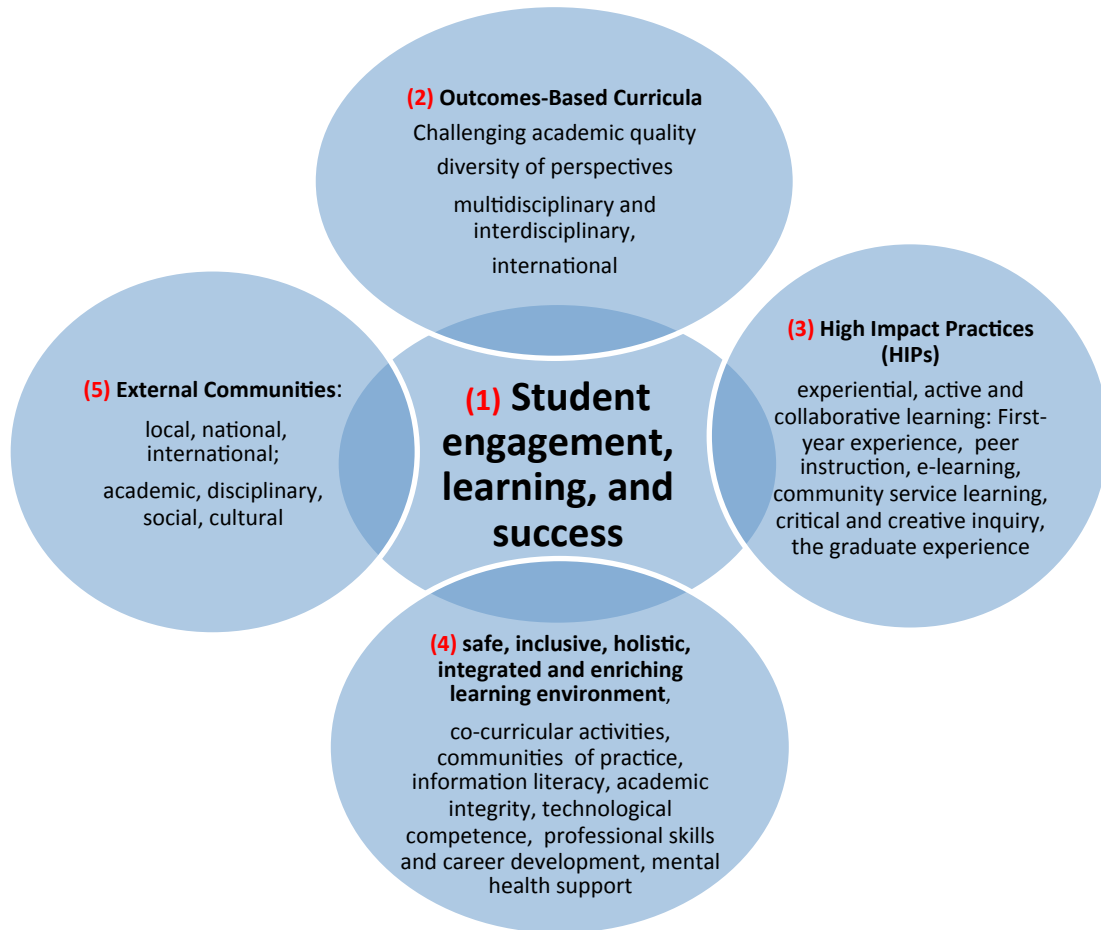 (2) Outcomes-Based Curricula
Challenging academic quality
diversity of perspectives
multidisciplinary and
interdisciplinary,
international
(3) High Impact Practices
(HIPs)
experiential, active and
collaborative learning: First-
year experience, peer
instruction, e-learning,
community service learning,
critical and creative inquiry,
the graduate experience
(5) External Communities:
local, national,
international;
academic, disciplinary,
social, cultural
(1) Student
engagement,
learning, and
success
(4) safe, inclusive, holistic,
integrated and enriching
learning environment,
co-curricular activities,
communities of practice,
information literacy, academic
integrity, technological
competence, professional skills
and career development, mental
health support